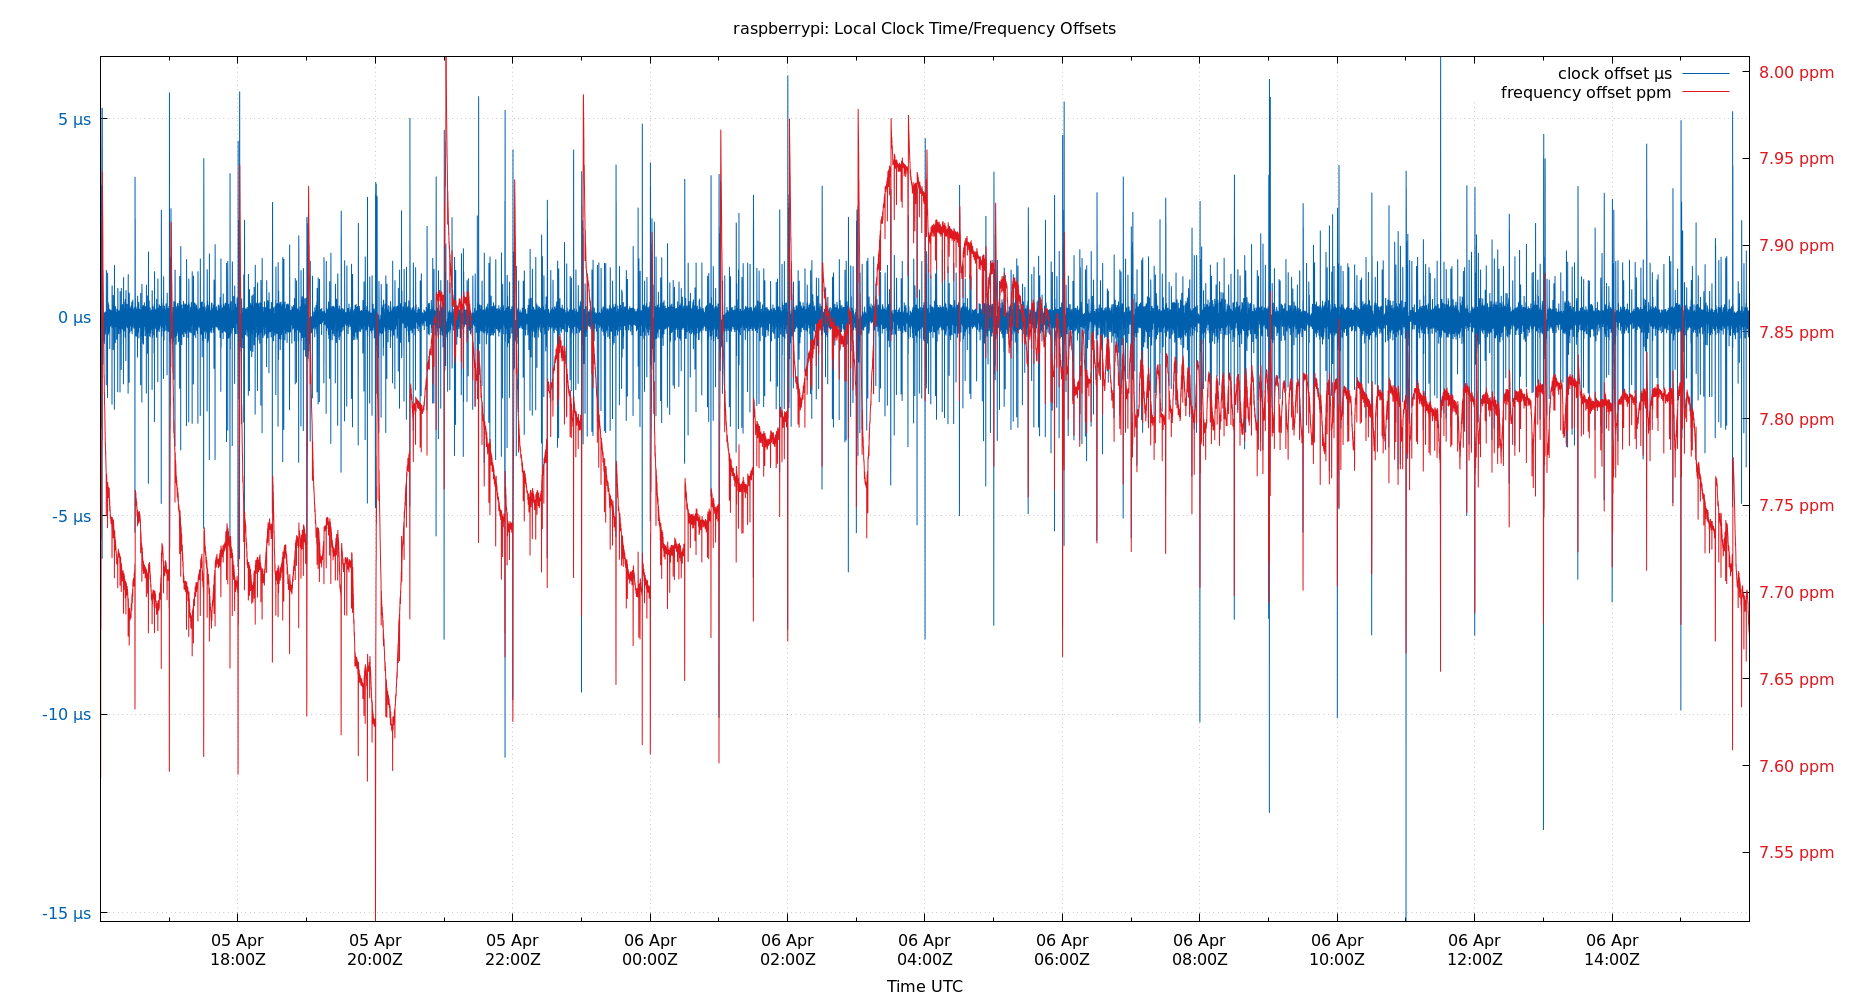 raspberrypi: Local Clock Time/Frequency Offsets
clock offset µs
frequency offset ppm
5 µs
0 µs
-5 µs
-10 µs
-15 µs
8.00 ppm
7.95 ppm
7.90 ppm
7.85 ppm
7.80 ppm
7.75 ppm
7.70 ppm
7.65 ppm
7.60 ppm
7.55 ppm
05 Apr
18:00Z
05 Apr
20:00Z
05 Apr
22:00Z
06 Apr
00:00Z
06 Apr
02:00Z
06 Apr
04:00Z
06 Apr
06:00Z
06 Apr
08:00Z
06 Apr
10:00Z
06 Apr
12:00Z
06 Apr
14:00Z
Time UTC